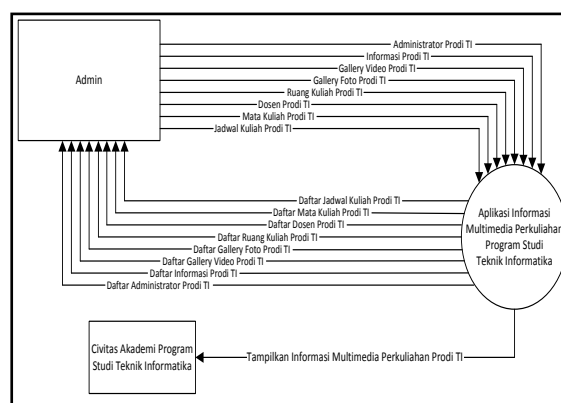 Admin
Administrator Prodi TI
Informasi Prodi TI
Gallery Video Prodi TI
Gallery Foto Prodi TI
Ruang Kuliah Prodi TI
Dosen Prodi TI
Mata Kuliah Prodi TI
Jadwal Kuliah Prodi TI
Daftar Jadwal Kuliah Prodi TI
Daftar Mata Kuliah Prodi TI
Daftar Dosen Prodi TI
Daftar Ruang Kuliah Prodi TI
Daftar Gallery Foto Prodi TI
Daftar Gallery Video Prodi TI
Daftar Informasi Prodi TI
Daftar Administrator Prodi TI
Aplikasi Informasi
Multimedia Perkuliahan
Program Studi
Teknik Informatika
Civitas Akademi Program
Studi Teknik Informatika
Tampilkan Informasi Multimedia Perkuliahan Prodi TI